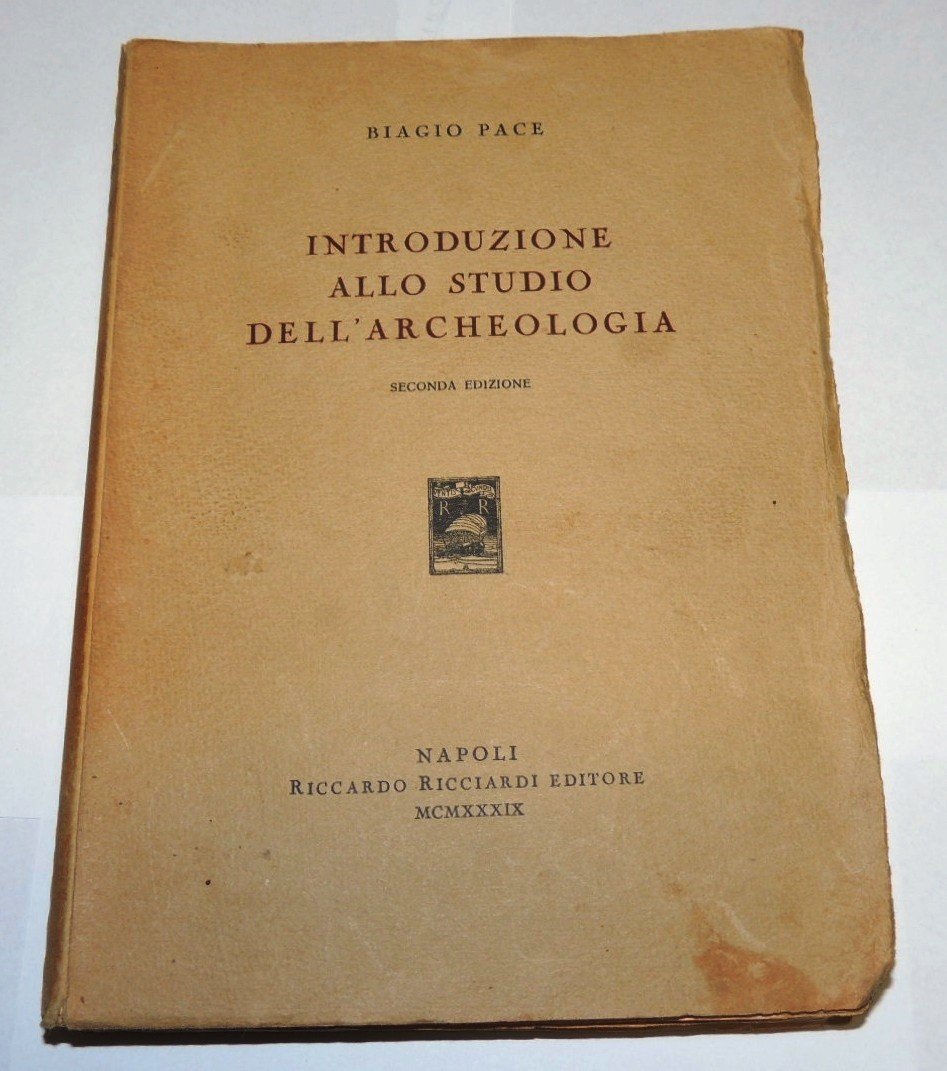 BIAGIO PACE
INTRODUZIONE
ALLO STUDIO
DELL'ARCHEOLOGIA
SECONDA EDIZIONE
R R
NAPOLI
RICCARDO RICCIARDI EDITORE
MCMXXXIX